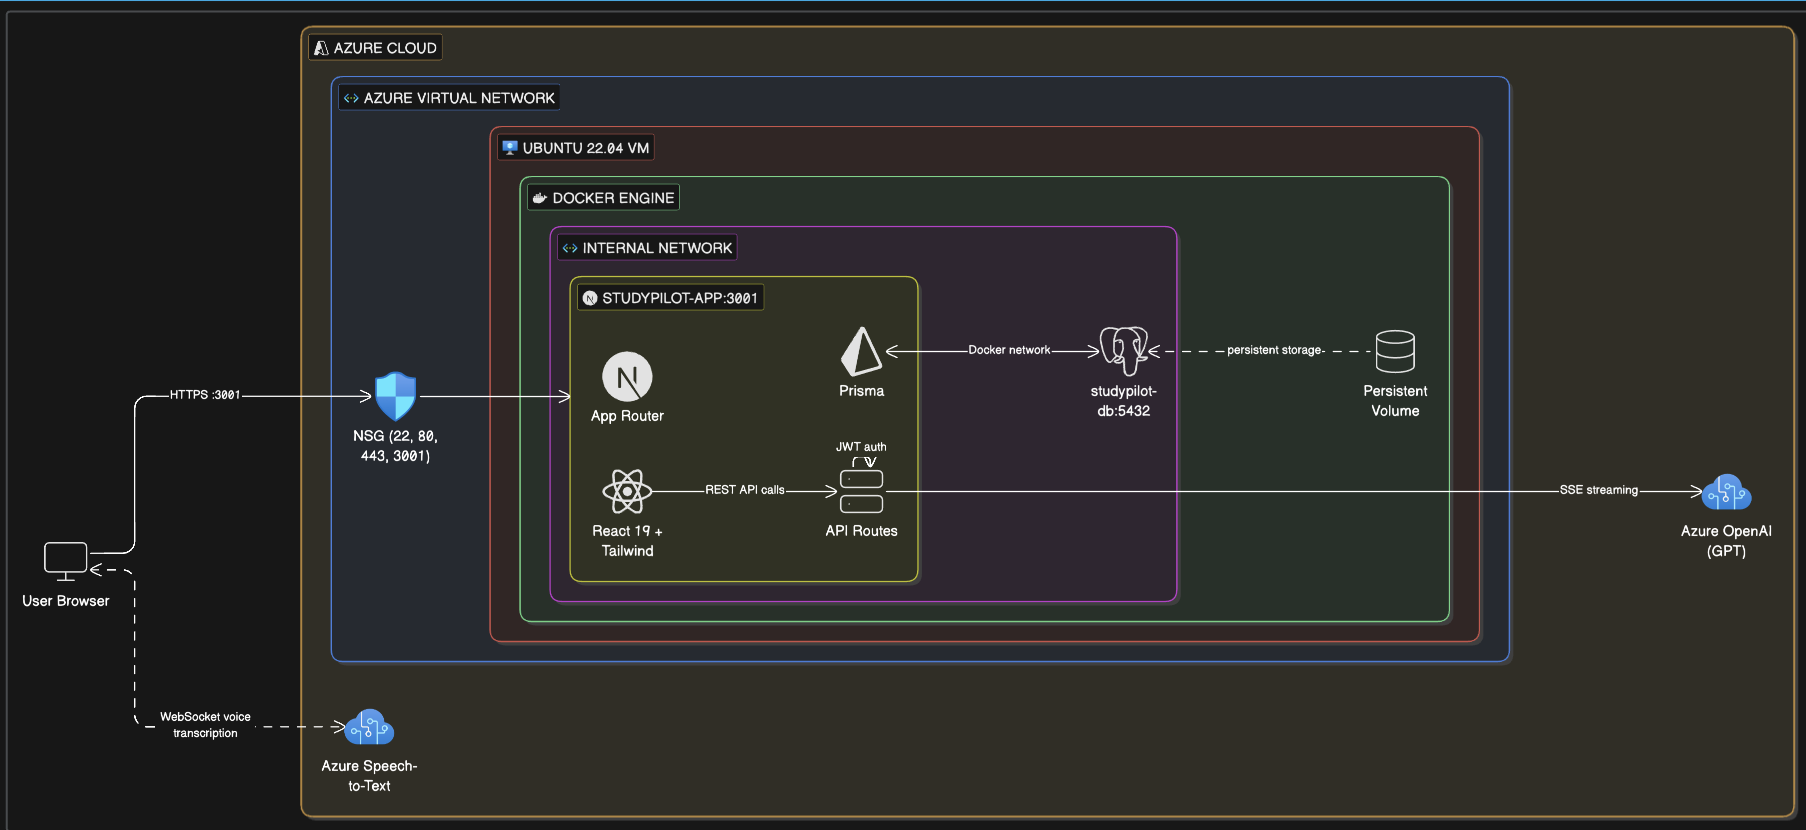 AZURE CLOUD
AZURE VIRTUAL NETWORK
UBUNTU 22.04 VM
DOCKER ENGINE
INTERNAL NETWORK
STUDYPILOT-APP:3001
N
App Router
Prisma
Docker network
studypilot-
db:5432
persistent storage
Persistent
Volume
HTTPS :3001
NSG (22, 80,
443, 3001)
JWT auth
REST API calls
React 19 +
Tailwind
API Routes
SSE streaming
Azure OpenAI
(GPT)
User Browser
WebSocket voice
transcription
Azure Speech-
to-Text